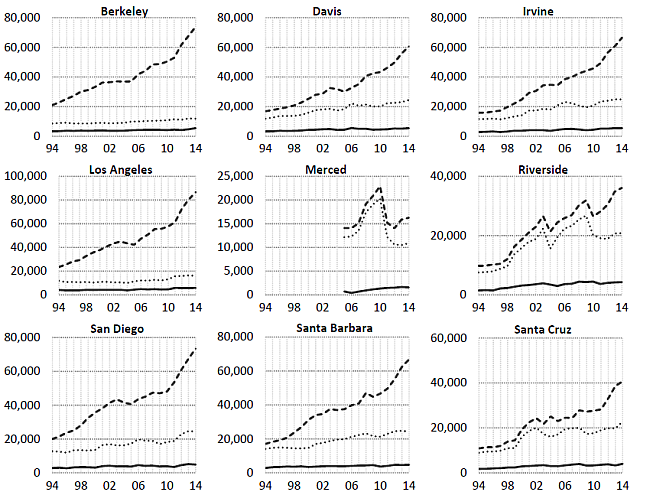 Berkeley Davis Irvine
80,000 80,000 80,000
60,000 60,000 60,000
40,000 40,000 40,000
20,000 20,000 20,000
0 0 0
94 98 02 06 10 14 94 98 02 06 10 14 94 98 02 06 10 14
Los Angeles Merced Riverside
100,000 25,000 40,000
80,000 20,000
60,000 15,000 20,000
40,000 10,000
20,000 5,000
0 0 0
94 98 02 06 10 14 94 98 02 06 10 14 94 98 02 06 10 14
San Diego Santa Barbara Santa Cruz
80,000 80,000 60,000
60,000 60,000 40,000
40,000 40,000
20,000 20,000 20,000
0 0 0
94 98 02 06 10 14 94 98 02 06 10 14 94 98 02 06 10 14